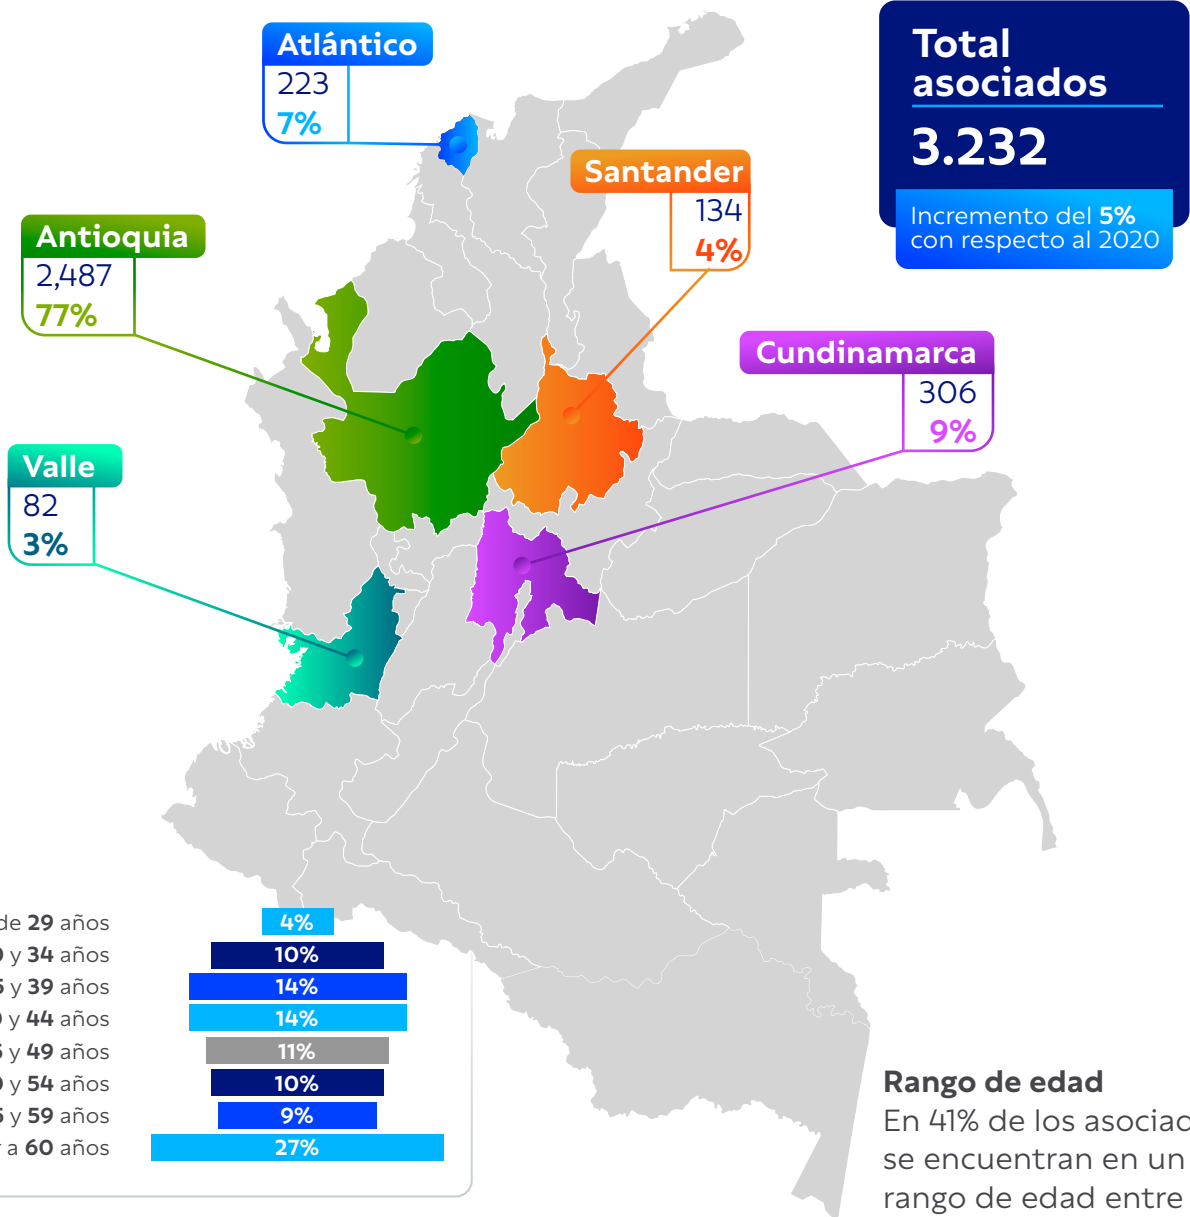 Atlántico
223
7%
Total
asociados
3.232
Incremento del 5%
con respecto al 2020
Santander
134
4%
Antioquia
2,487
77%
Cundinamarca
306
9%
Valle
82
3%
de 29 años 4%
y 34 años 10%
y 39 años 14%
y 44 años 14%
y 49 años 11%
y 54 años 10%
y 59 años 9%
a 60 años 27%
Rango de edad
En 41% de los
se encuentran en un
rango de edad entre